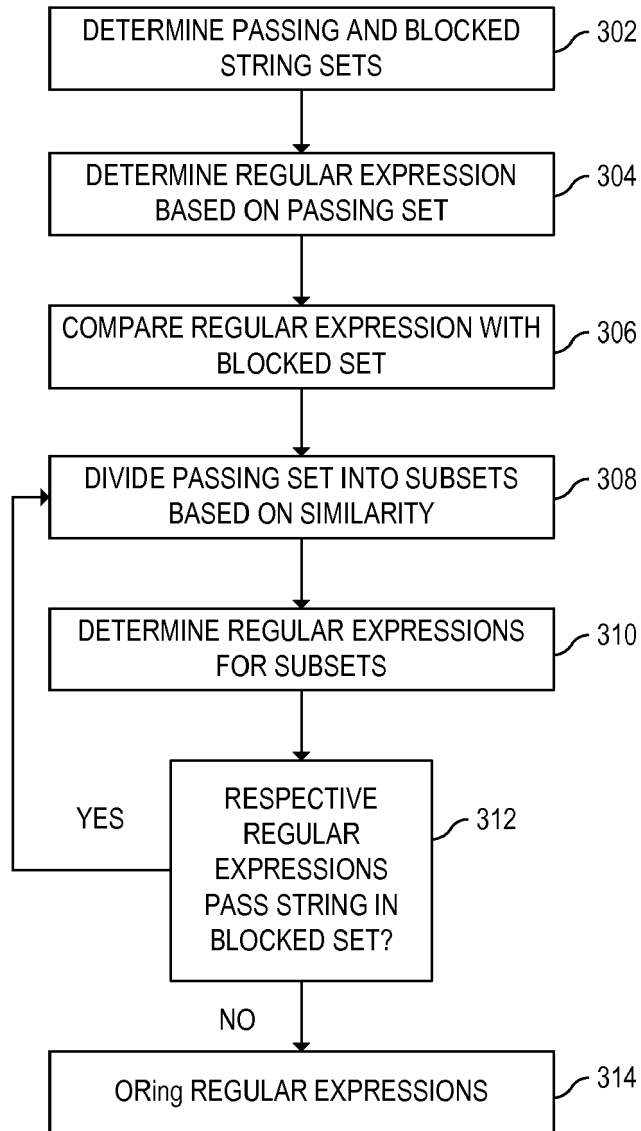 DETERMINE PASSING AND BLOCKED
STRING SETS
302
DETERMINE REGULAR EXPRESSION
BASED ON PASSING SET
304
COMPARE REGULAR EXPRESSION WITH
BLOCKED SET
306
DIVIDE PASSING SET INTO SUBSETS
BASED ON SIMILARITY
308
DETERMINE REGULAR EXPRESSIONS
FOR SUBSETS
310
YES
RESPECTIVE
REGULAR
EXPRESSIONS
PASS STRING IN
BLOCKED SET?
312
NO
ORing REGULAR EXPRESSIONS
314